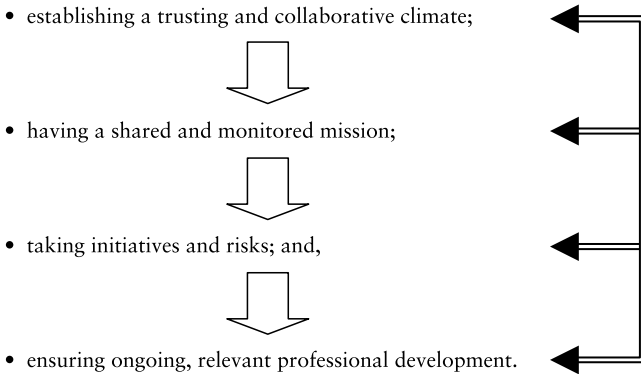 • establishing a trusting and collaborative climate;
• having a shared and monitored mission;
• taking initiatives and risks; and,
• ensuring ongoing, relevant professional development.